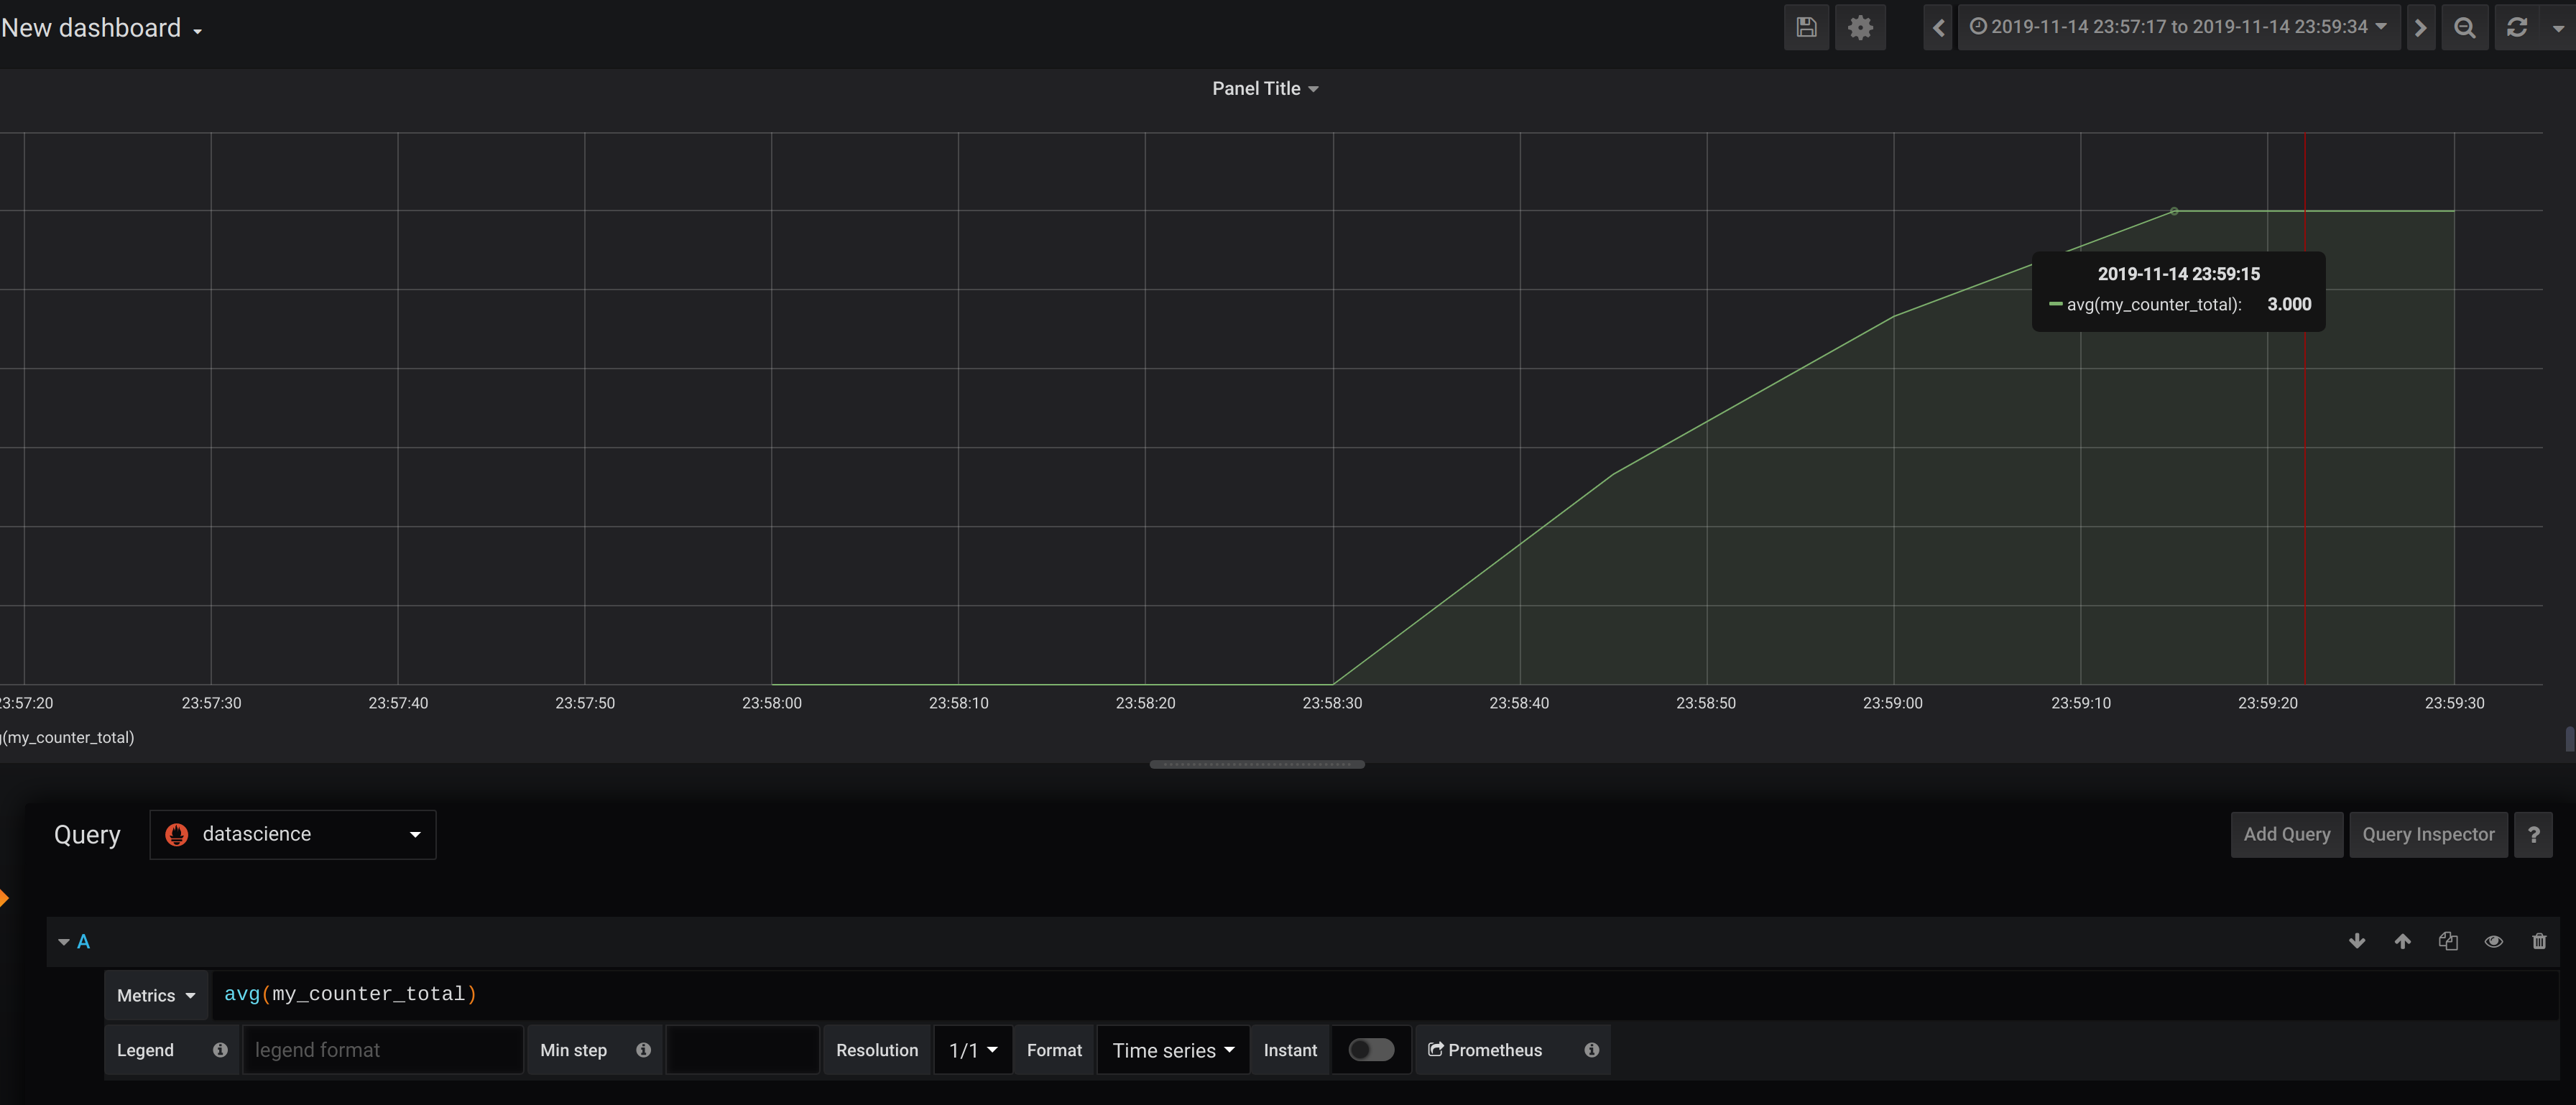 New dashboard
2019-11-14 23:57:17 to 2019-11-14 23:59:34
Panel Title
2019-11-14 23:59:15
avg(my_counter_total): 3.000
3:57:20 23:57:30 23:57:40 23:57:50 23:58:00 23:58:10 23:58:20 23:58:30 23:58:40 23:58:50 23:59:00 23:59:10 23:59:20 23:59:30
(my_counter_total)
Query datascience Add Query Query Inspector ?
A
Metrics avg(my_counter_total)
Legend legend format Min step Resolution 1/1 Format Time series Instant Prometheus